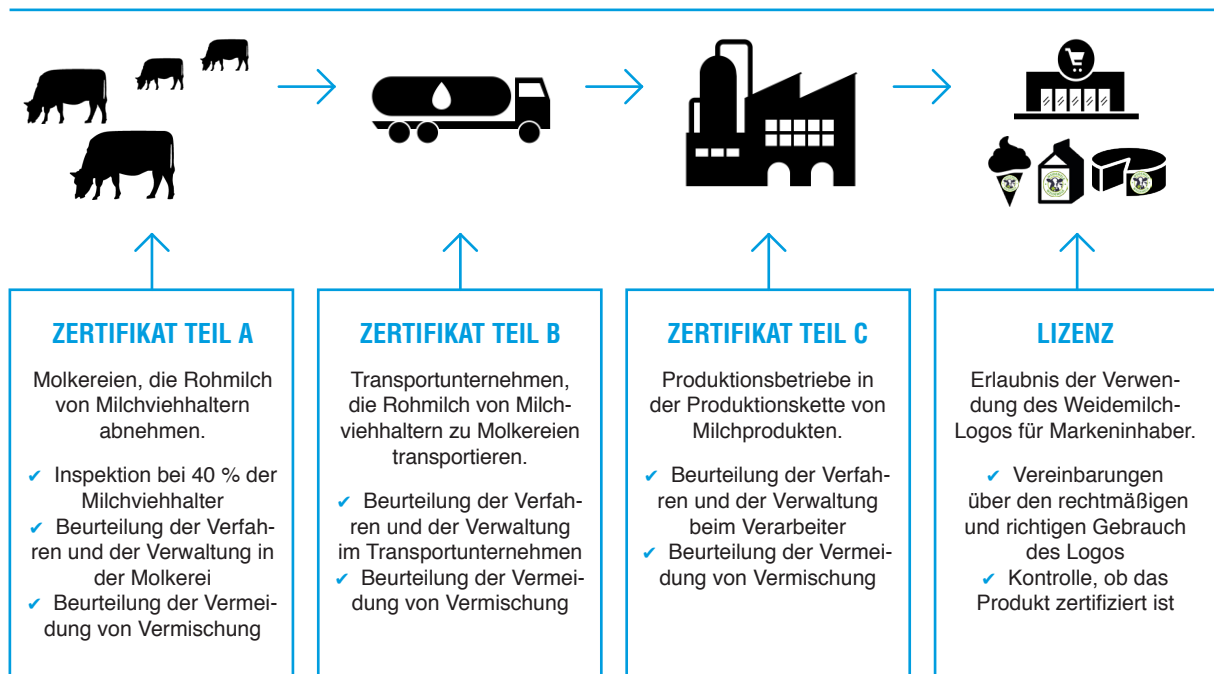 ZERTIFIKAT TEIL A
Molkereien, die Rohmilch
von Milchviehhaltern
abnehmen.
✔ Inspektion bei 40 % der
Milchviehhalter
✔ Beurteilung der Verfah-
ren und der Verwaltung in
der Molkerei
✔ Beurteilung der Vermei-
dung von Vermischung
ZERTIFIKAT TEIL B
Transportunternehmen,
die Rohmilch von Milch-
viehhaltern zu Molkereien
transportieren.
✔ Beurteilung der Verfah-
ren und der Verwaltung
im Transportunternehmen
✔ Beurteilung der Vermei-
dung von Vermischung
ZERTIFIKAT TEIL C
Produktionsbetriebe in
der Produktionskette von
Milchprodukten.
✔ Beurteilung der Verfah-
ren und der Verwaltung
beim Verarbeiter
✔ Beurteilung der Vermei-
dung von Vermischung
LIZENZ
Erlaubnis der Verwen-
dung des Weidemilch-
Logos für Markeninhaber.
✔ Vereinbarungen
über den rechtmäßigen
und richtigen Gebrauch
des Logos
✔ Kontrolle, ob das
Produkt zertifiziert ist